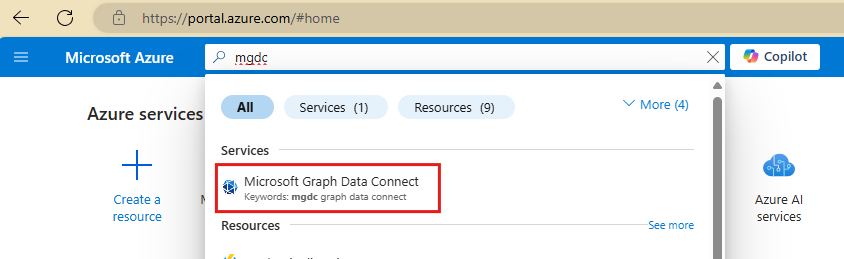 https://portal.azure.com/#home
Microsoft Azure
mgdc
Copilot
All
Services (1)
Resources (9)
More (4)
Azure services
Services
Microsoft Graph Data Connect
Keywords: mgdc graph data connect
Create a
resource
Azure AI
services
Resources
See more